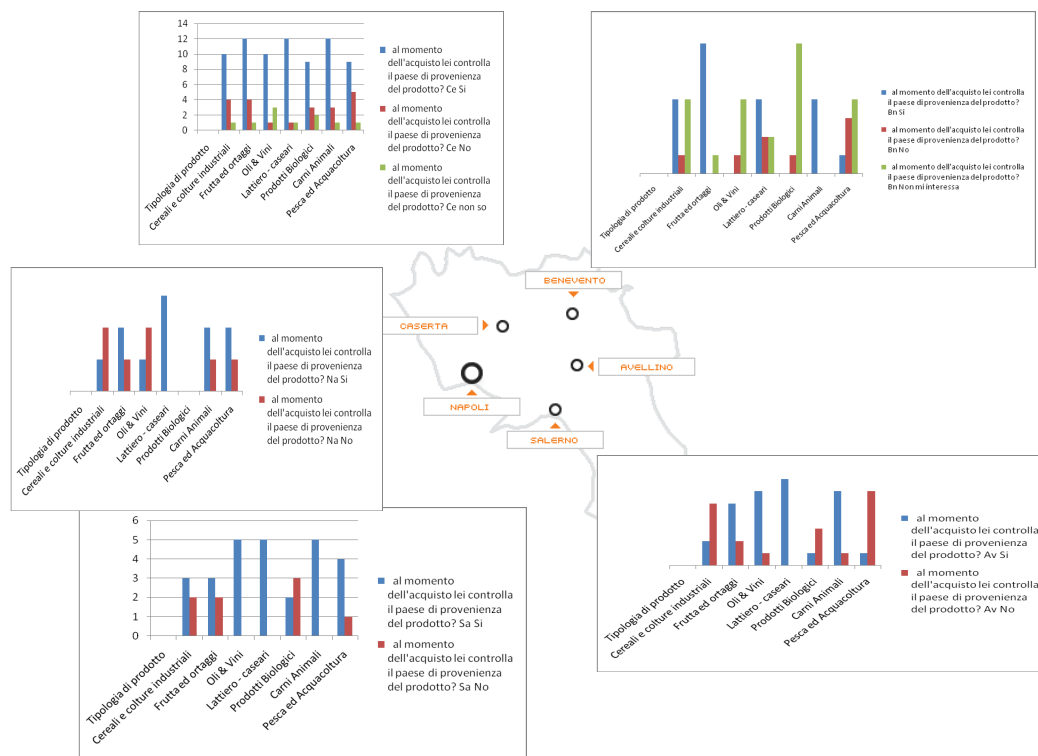 14
12
10
8
6
4
2
0
Tipologia di prodotto
Cereali e colture industriali
Frutta ed ortaggi
Oli & Vini
Lattiero - caseari
Prodotti Biologici
Carni Animali
Pesca ed Acquacoltura
al momento
dell'acquisto lei controlla
il paese di provenienza
del prodotto? Ce Si
al momento
dell'acquisto lei controlla
il paese di provenienza
del prodotto? Ce No
al momento
dell'acquisto lei controlla
il paese di provenienza
del prodotto? Ce non so
Tipologia di prodotto
Cereali e colture industriali
Frutta ed ortaggi
Oli & Vini
Lattiero - caseari
Prodotti Biologici
Carni Animali
Pesca ed Acquacoltura
al momento dell'acquisto lei controlla
il paese di provenienza del prodotto?
Bn Si
al momento dell'acquisto lei controlla
il paese di provenienza del prodotto?
Bn No
al momento dell'acquisto lei controlla
il paese di provenienza del prodotto?
Bn Non mi interessa
BENEVENTO
CASERTA
AVELLINO
NAPOLI
SALERNO
Tipologia di prodotto
Cereali e colture industriali
Frutta ed ortaggi
Oli & Vini
Lattiero - caseari
Prodotti Biologici
Carni Animali
Pesca ed Acquacoltura
al momento
dell'acquisto lei controlla
il paese di provenienza
del prodotto? Na Si
al momento
dell'acquisto lei controlla
il paese di provenienza
del prodotto? Na No
6
5
4
3
2
1
0
Tipologia di prodotto
Cereali e colture industriali
Frutta ed ortaggi
Oli & Vini
Lattiero - caseari
Prodotti Biologici
Carni Animali
Pesca ed Acquacoltura
al momento
dell'acquisto lei controlla
il paese di provenienza
del prodotto? Sa Si
al momento
dell'acquisto lei controlla
il paese di provenienza
del prodotto? Sa No
Tipologia di prodotto
Cereali e colture industriali
Frutta ed ortaggi
Oli & Vini
Lattiero - caseari
Prodotti Biologici
Carni Animali
Pesca ed Acquacoltura
al momento
dell'acquisto lei controlla
il paese di provenienza
del prodotto? Av Si
al momento
dell'acquisto lei controlla
il paese di provenienza
del prodotto? Av No